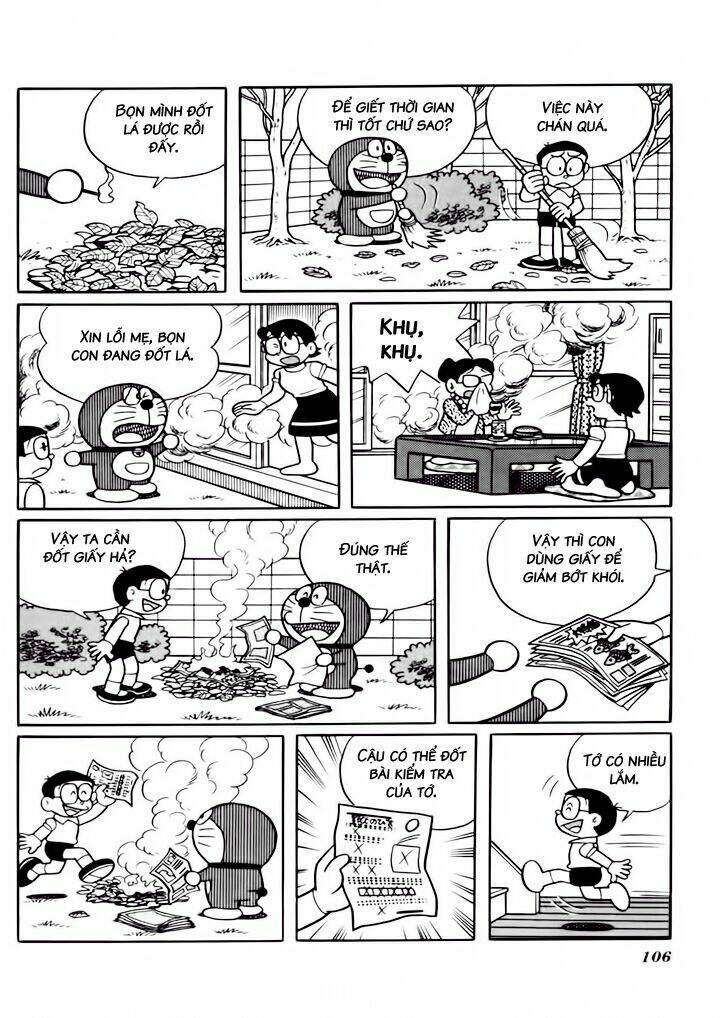 VIỆC NÀY
CHÁN QUÁ.
ĐỂ GIẾT THỜI GIAN
THÌ TỐT CHỨ SAO?
BỌN MÌNH ĐỐT
LÁ ĐƯỢC RỒI
ĐẤY.
KHỤ,
KHỤ.
XIN LỖI MẸ, BỌN
CON ĐANG ĐỐT LÁ.
VẬY THÌ CON
DÙNG GIẤY ĐỂ
GIẢM BỚT KHÓI.
ĐÚNG THẾ
THẬT.
VẬY TA CẦN
ĐỐT GIẤY HẢ?
TỚ CÓ NHIỀU
LẮM.
CẬU CÓ THỂ ĐỐT
BÀI KIỂM TRA
CỦA TỚ.
106